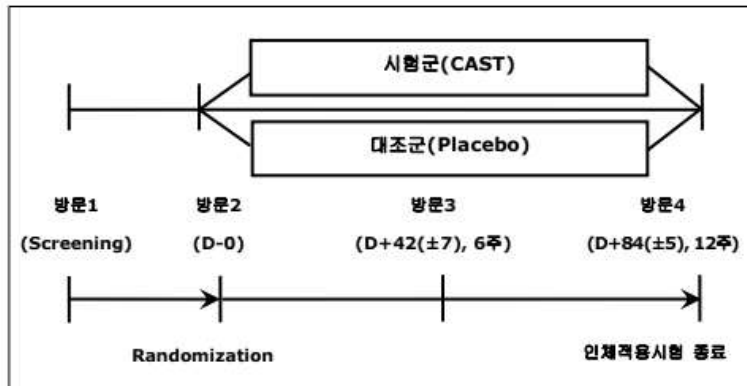 시험군(CAST)
대조군(Placebo)
방문1 방문2 방문3 방문4
(Screening) (D-0) (D+42(±7), 6주) (D+84(±5), 12주)
Randomization 인체적용시험 종료